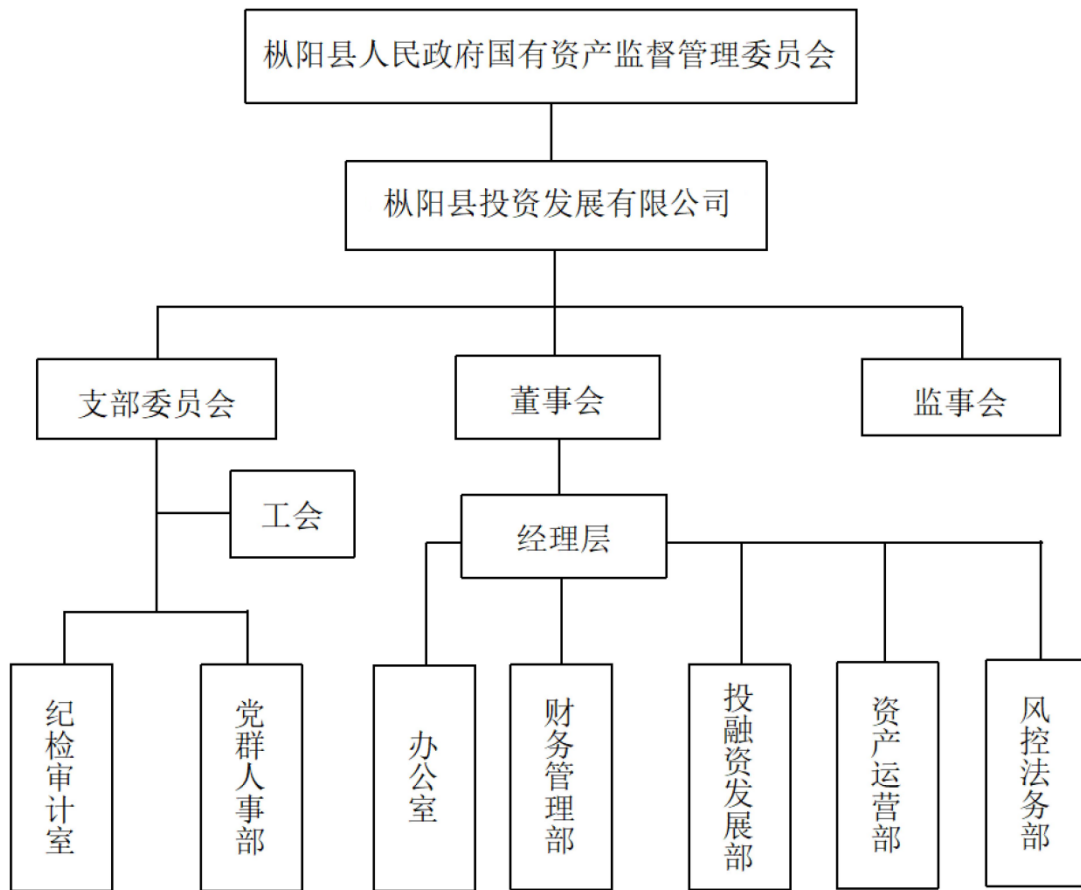 枞阳县人民政府国有资产监督管理委员会
枞阳县投资发展有限公司
支部委员会
董事会
监事会
工会
经理层
纪检审计室
党群人事部
办公室
财务管理部
投融资发展部
资产运营部
风控法务部